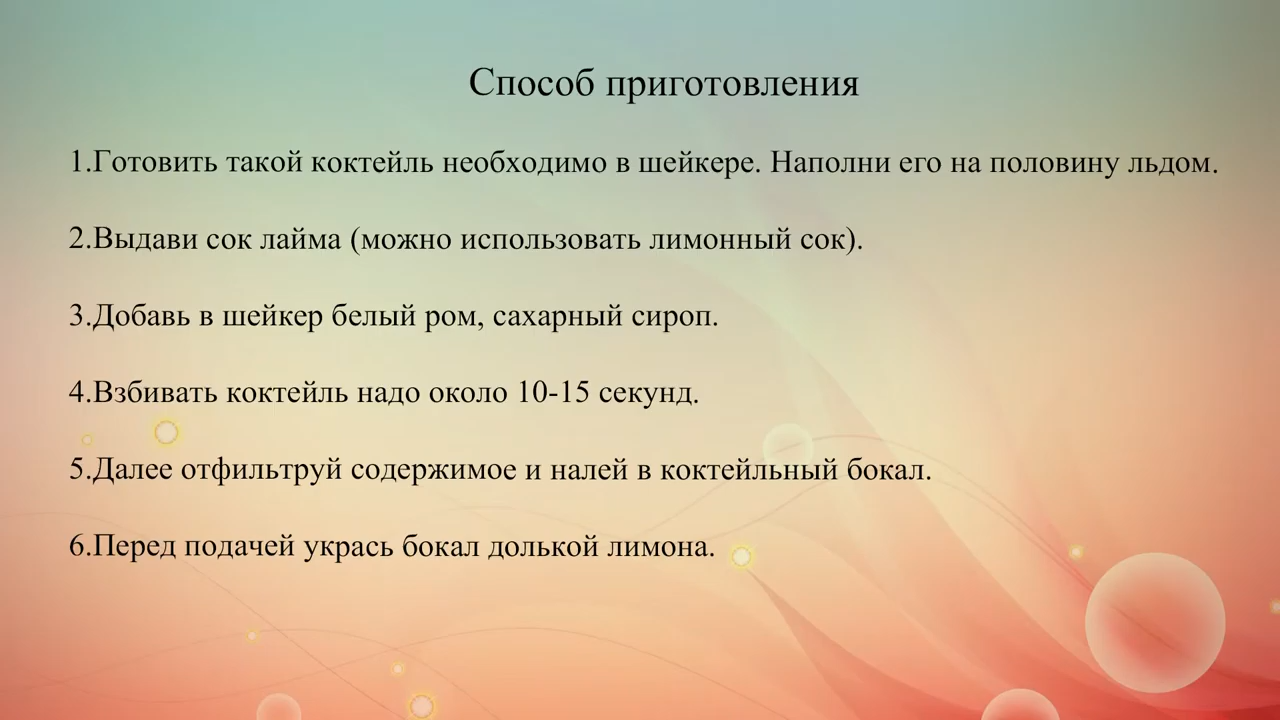 Способ приготовления
1.Готовить такой коктейль необходимо в шейкере. Наполни его на половину льдом.
2.Выдави сок лайма (можно использовать лимонный сок).
3.Добавь в шейкер белый ром, сахарный сироп.
4.Взбивать коктейль надо около 10-15 секунд.
5.Далее отфильтруй содержимое и налей в коктейльный бокал.
6.Перед подачей укрась бокал долькой лимона.